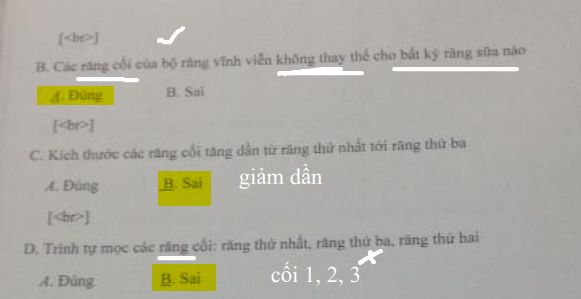 [<br>]
B. Các răng cối của bộ răng vĩnh viễn không thay thế cho bất kỳ răng sữa nào
A. Đúng B. Sai
[<br>]
C. Kích thước các răng cối tăng dần từ răng thứ nhất tới răng thứ ba
A. Đúng B. Sai giảm dần
[<br>]
D. Trình tự mọc các răng cối: răng thứ nhất, răng thứ ba, răng thứ hai
A. Đúng B. Sai cối 1, 2, 3